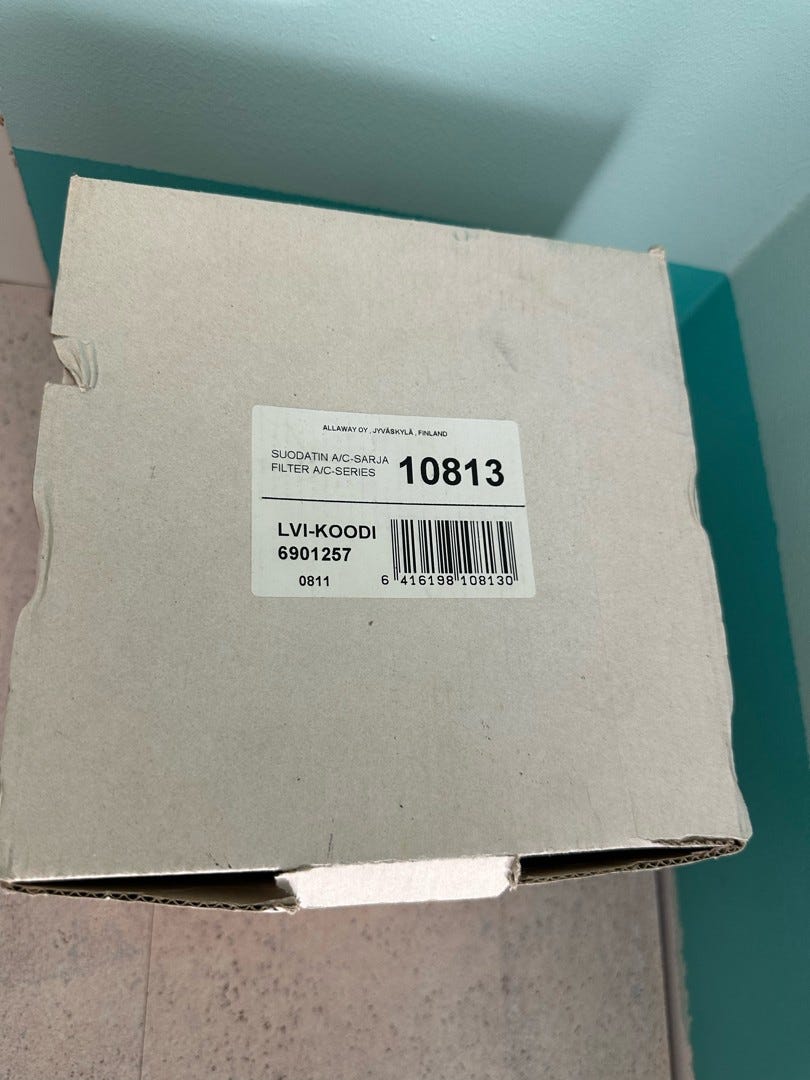 ALLAWAY OY , JYVÄSKYLÄ , FINLAND
SUODATIN A/C-SARJA
FILTER A/C-SERIES
10813
LVI-KOODI
6901257
0811
6 416198 108130